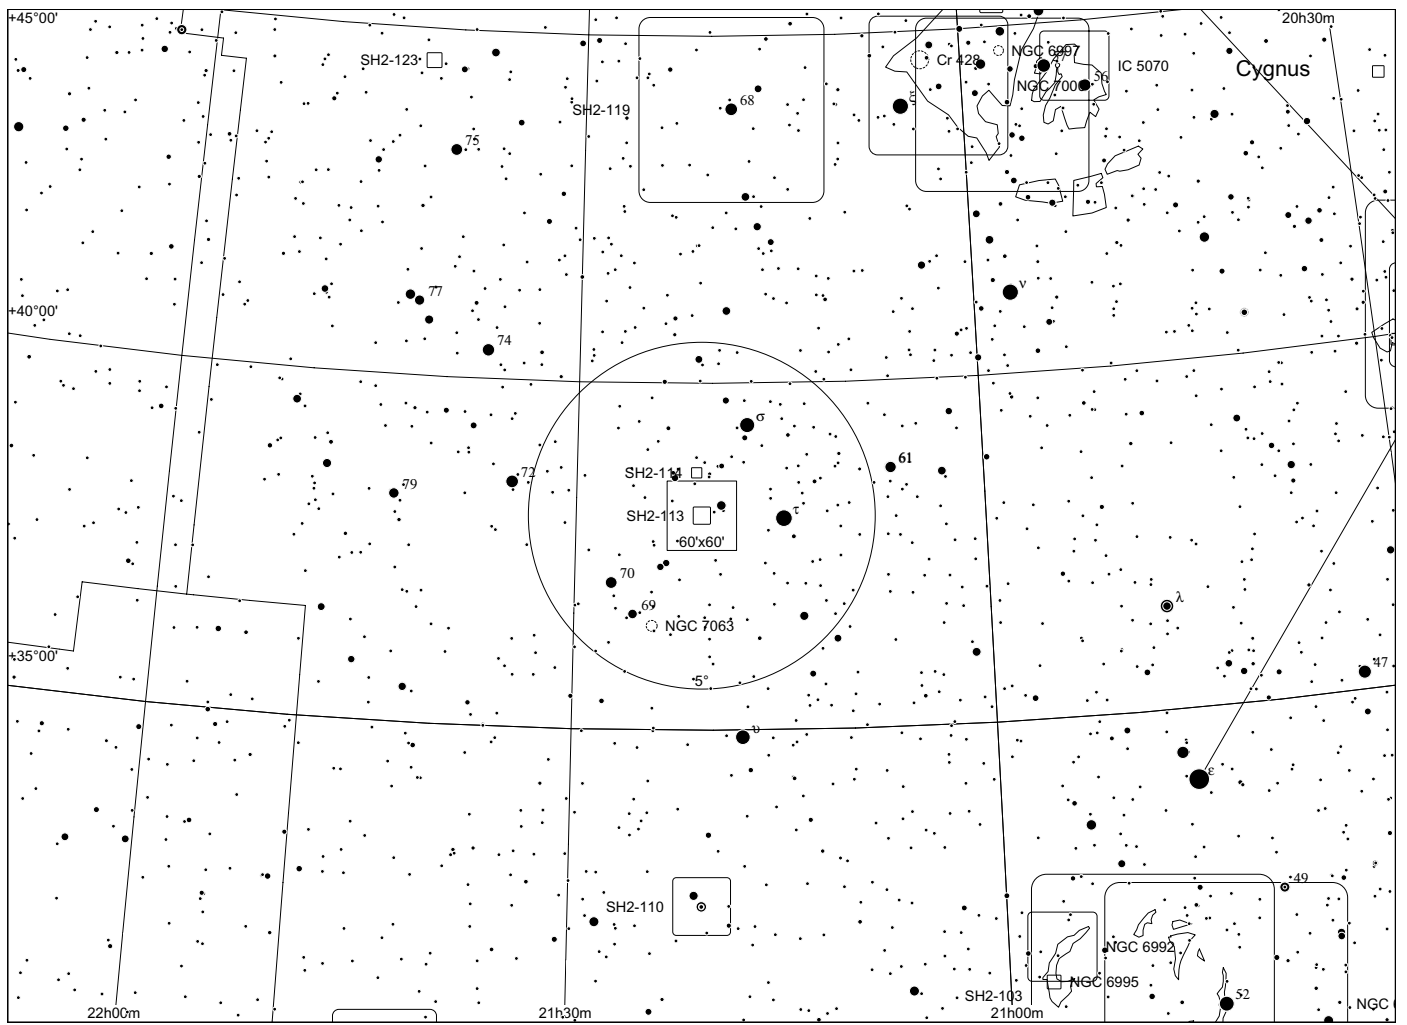 +45°00'
20h30m
SH2-123
Cr 428
NGC 6997
IC 5070
Cygnus
NGC 7000
56
SH2-119
68
ξ
75
77
ν
+40°00'
74
σ
61
SH2-114
72
79
SH2-113
τ
60'x60'
70
69
NGC 7063
λ
+35°00'
47
5°
υ
ε
49
SH2-110
NGC 6992
NGC 6995
SH2-103
52
NGC
22h00m
21h30m
21h00m